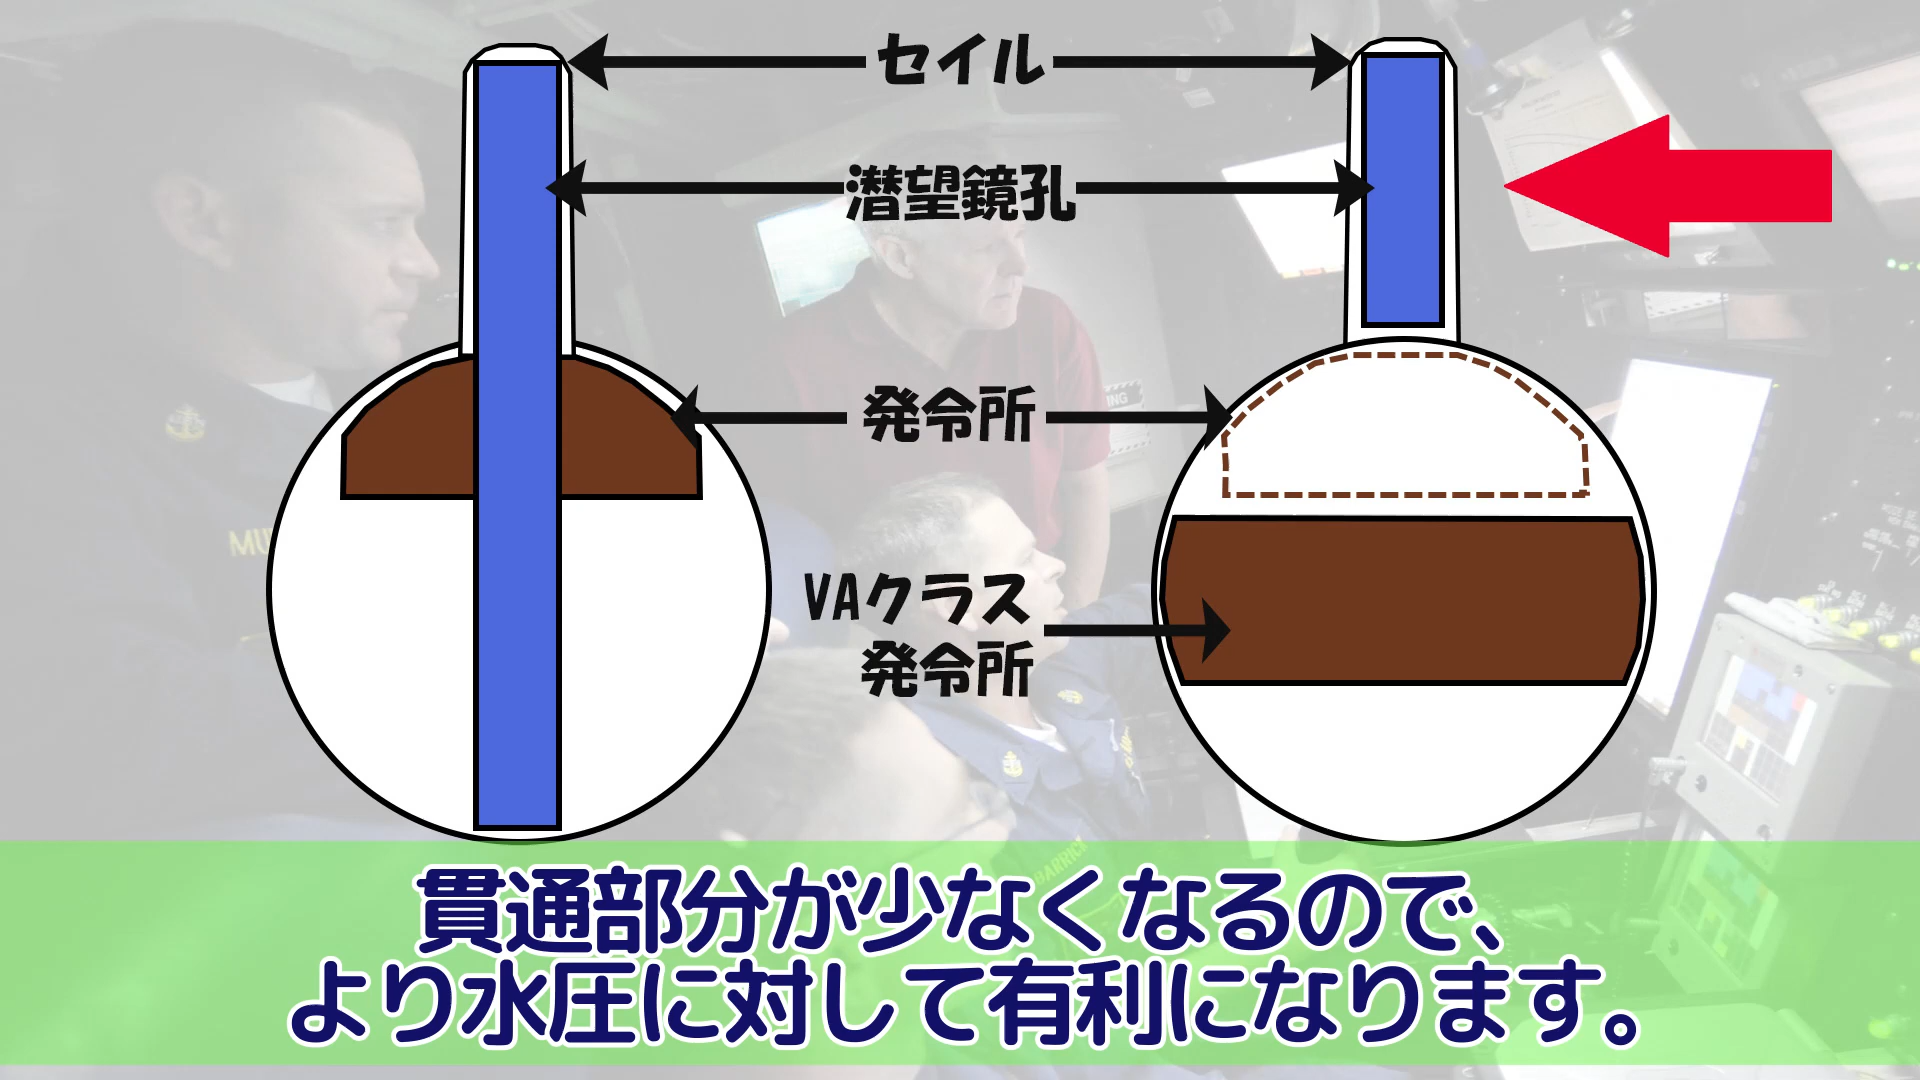 セイル
潜望鏡孔
発令所
VAクラス
発令所
貫通部分が少なくなるので、
より水圧に対して有利になります。
MU
BARRICK